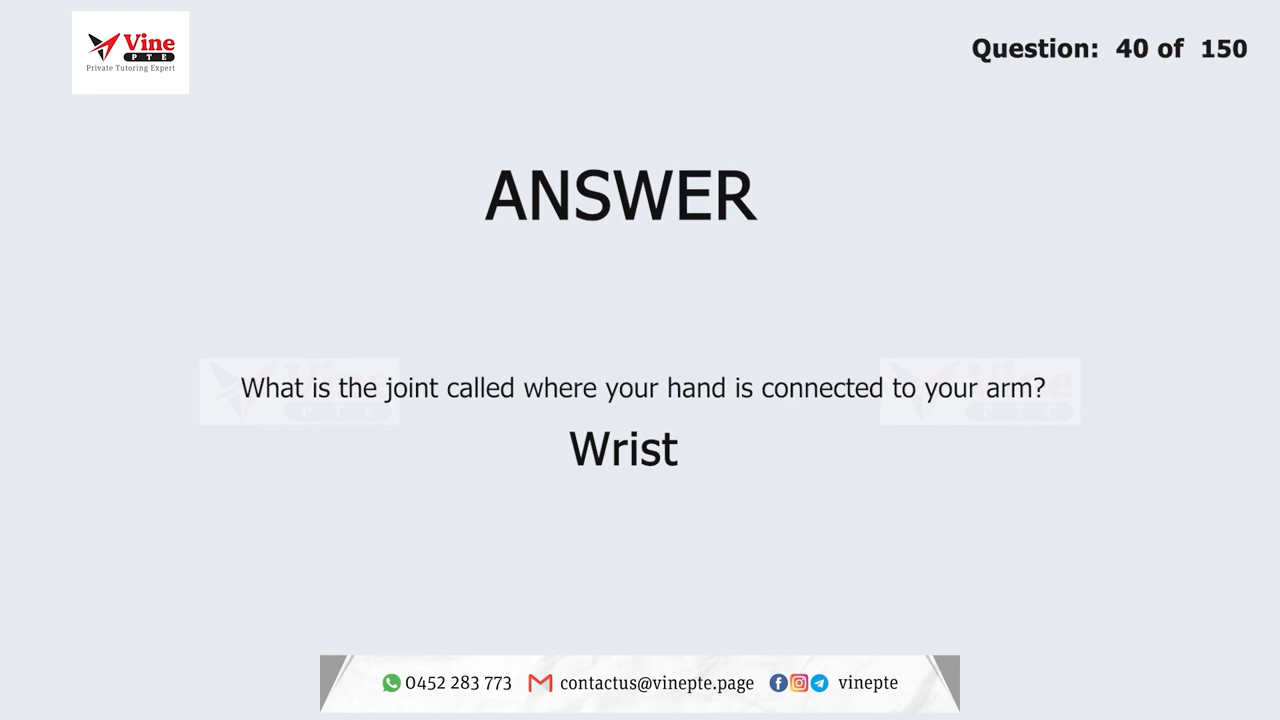 Vine
PTE
Private Tutoring Expert
Question: 40 of 150
ANSWER
What is the joint called where your hand is connected to your arm?
Wrist
0452 283 773 contactus@vinepte.page vinepte